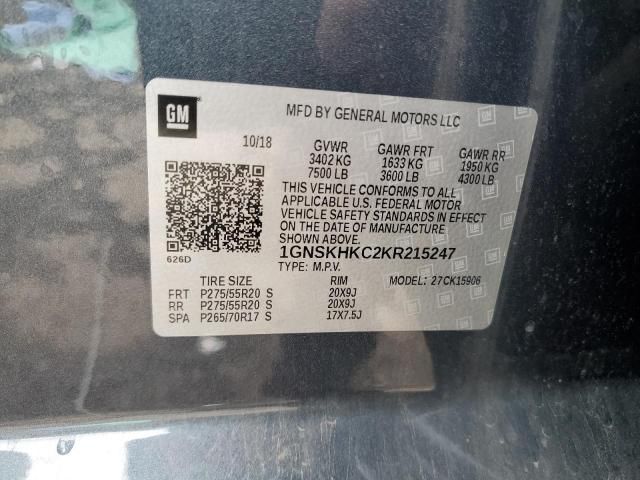 GM
MFD BY GENERAL MOTORS LLC
10/18 GVWR GAWR FRT GAWR RR
3402 KG 1633 KG 1950 KG
7500 LB 3600 LB 4300 LB
THIS VEHICLE CONFORMS TO ALL
APPLICABLE U.S. FEDERAL MOTOR
VEHICLE SAFETY STANDARDS IN EFFECT
ON THE DATE OF MANUFACTURE
SHOWN ABOVE.
626D
1GNSKHKC2KR215247
TYPE: M.P.V. MODEL: 27CK15906
TIRE SIZE RIM
FRT P275/55R20 S 20X9J
RR P275/55R20 S 20X9J
SPA P265/70R17 S 17X7.5J